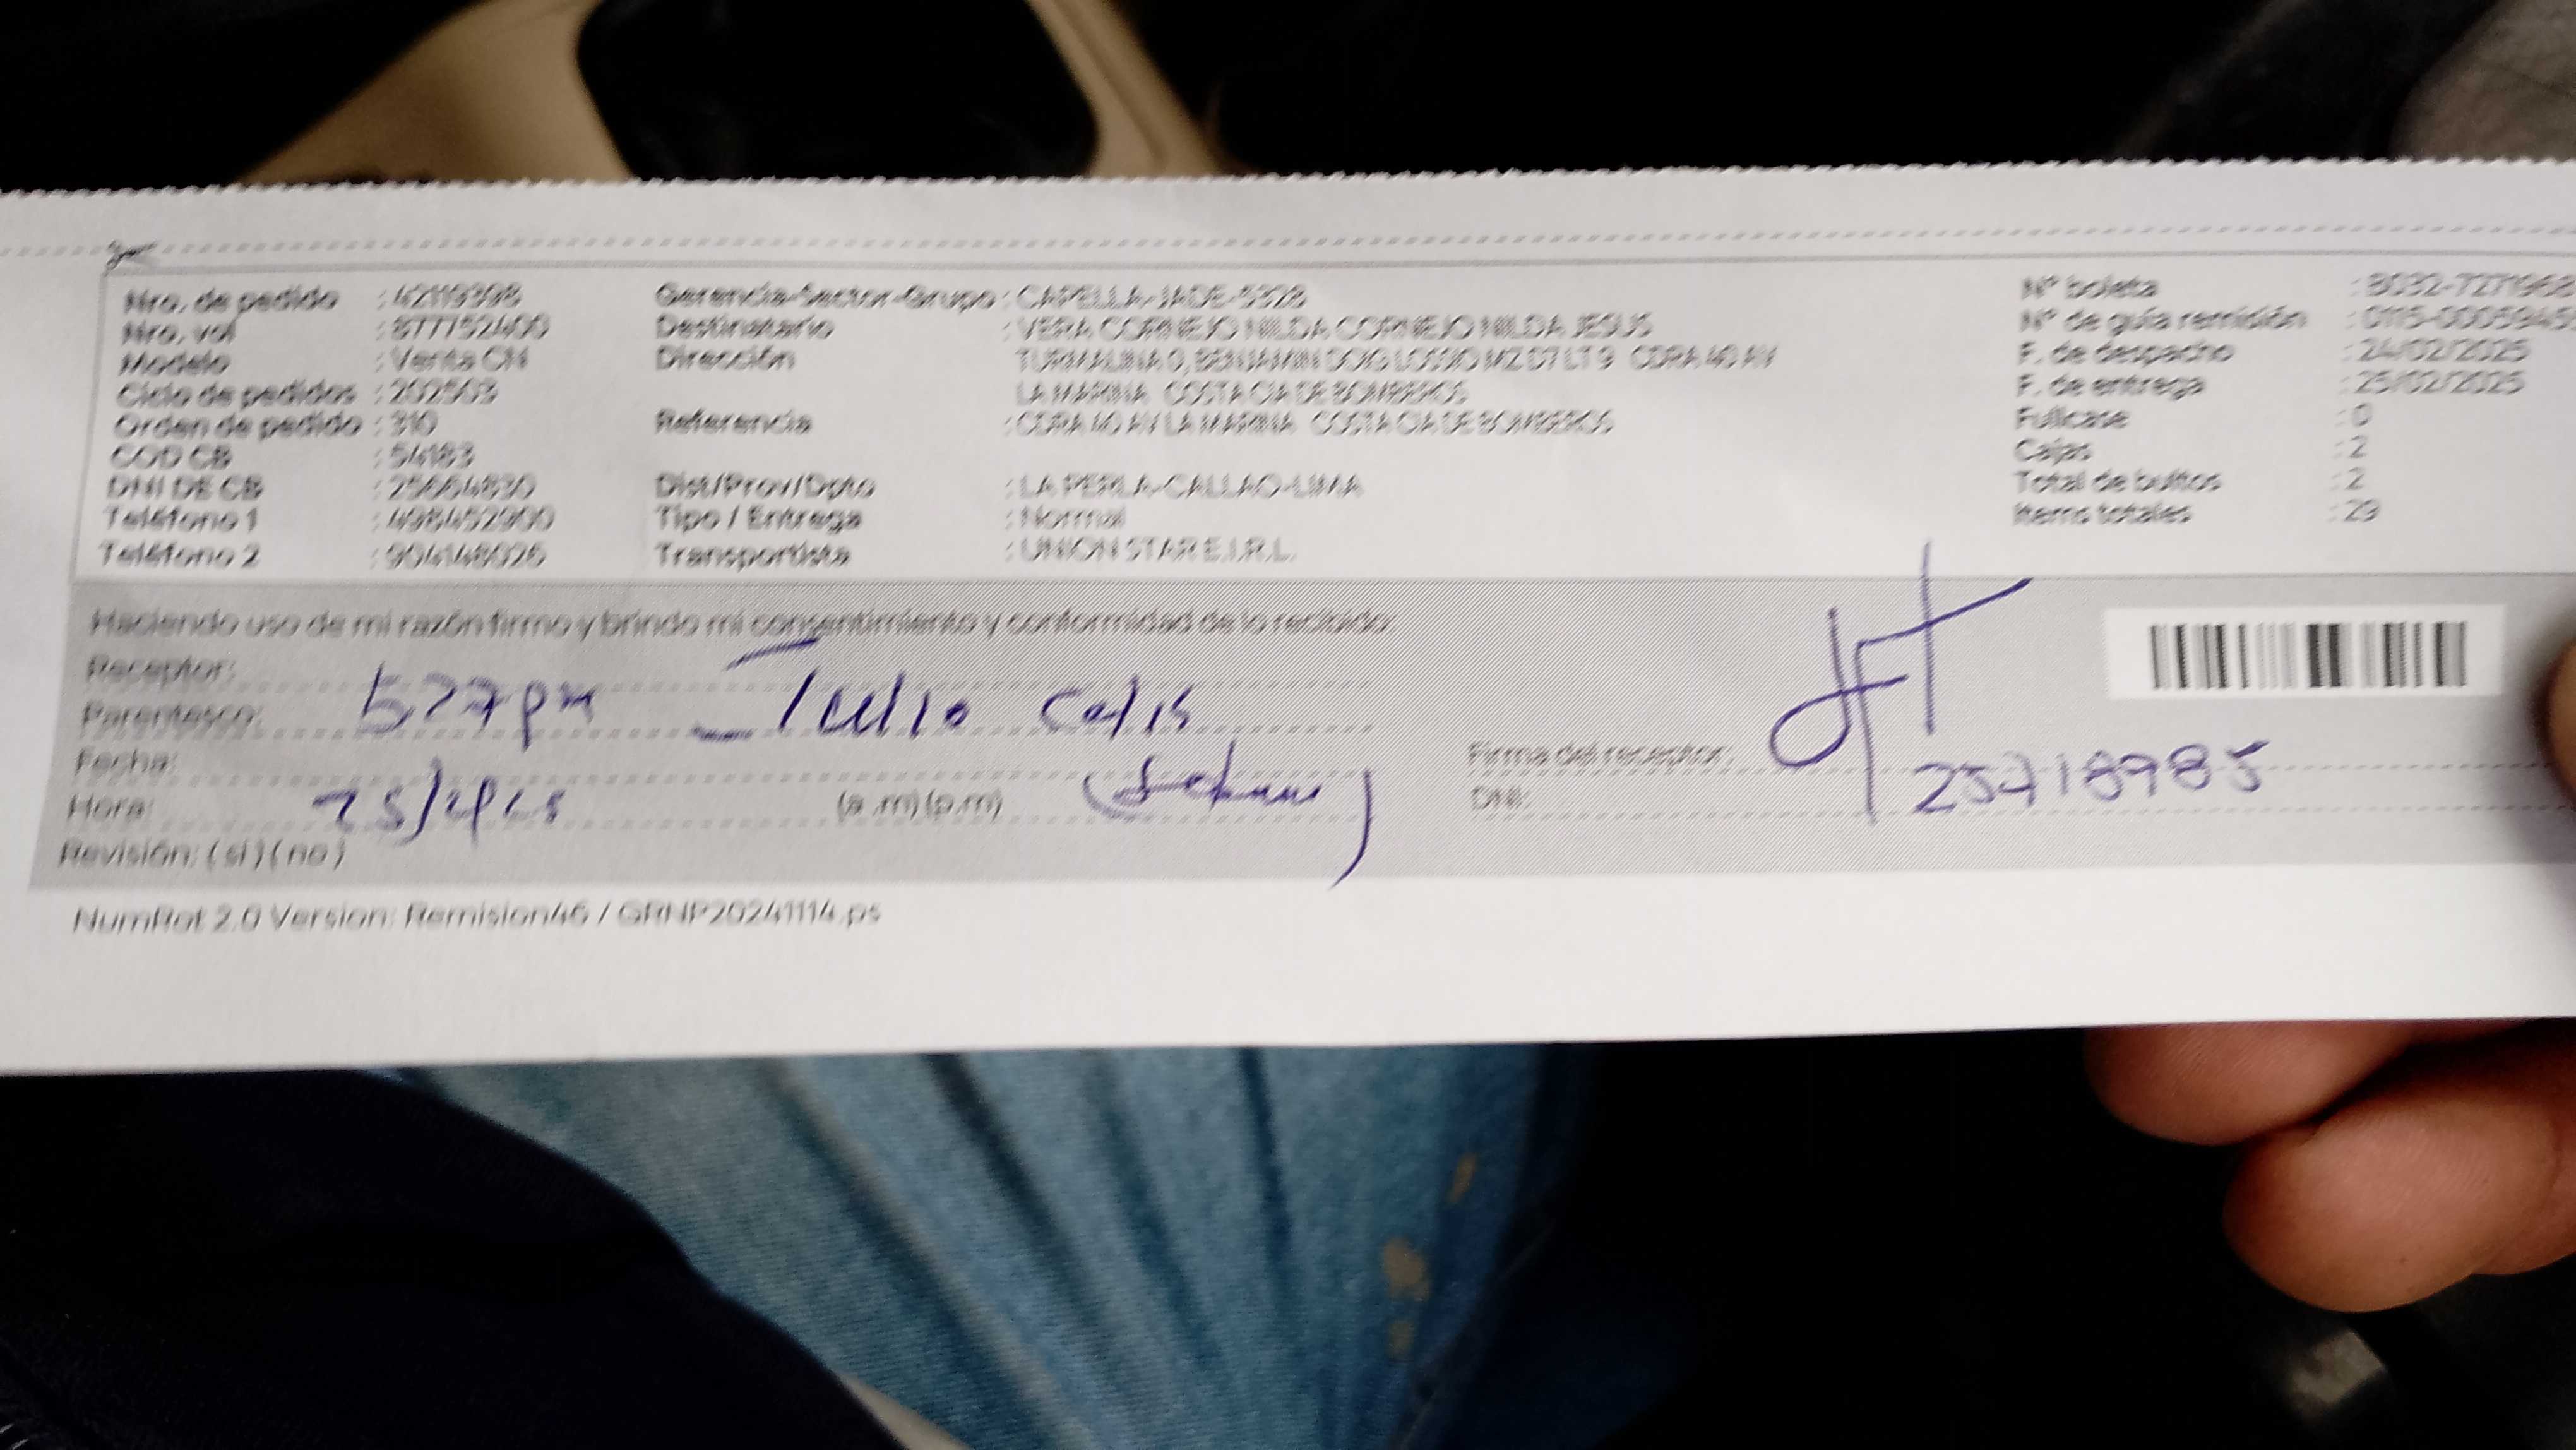 Nro. de pedido : 42119398
Nro. vol : 877752400
Modelo : Venta CN
Ciclo de pedidos : 202503
Orden de pedido : 310
COD CB : 54183
DNI DE CB : 25664830
Teléfono 1 : 498452900
Teléfono 2 : 904148026
Gerencia-Sector-Grupo : CAPELLA-JADE-5328
Destinatario : VERA CORNEJO NILDA CORNEJO NILDA JESUS
Dirección TURMALINA 0, BENJAMIN DOIG LOSSIO MZ D7 LT 9 CDRA 40 AV
LA MARINA COSTA CIA DE BOMBEROS
Referencia : CDRA 40 AV LA MARINA COSTA CIA DE BOMBEROS
Dist/Prov/Dpto : LA PERLA-CALLAO-LIMA
Tipo / Entrega : Normal
Transportista : UNION STAR E.I.R.L.
N° boleta : B032-7271968
N° de guía remisión : 0115-0005945
F. de despacho : 24/02/2025
F. de entrega : 25/02/2025
Fullcase : 0
Cajas : 2
Total de bultos : 2
Items totales : 29
Haciendo uso de mi razón firmo y brindo mi consentimiento y conformidad de lo recibido:
Receptor:
Parentesco: 527pm Julio
Fecha:
Hora: (a.m) (p.m)
Revisión: (si) (no)
Firma del receptor:
DNI: 25718985
NumRot 2.0 Version: Remision46 / GRNP20241114.ps